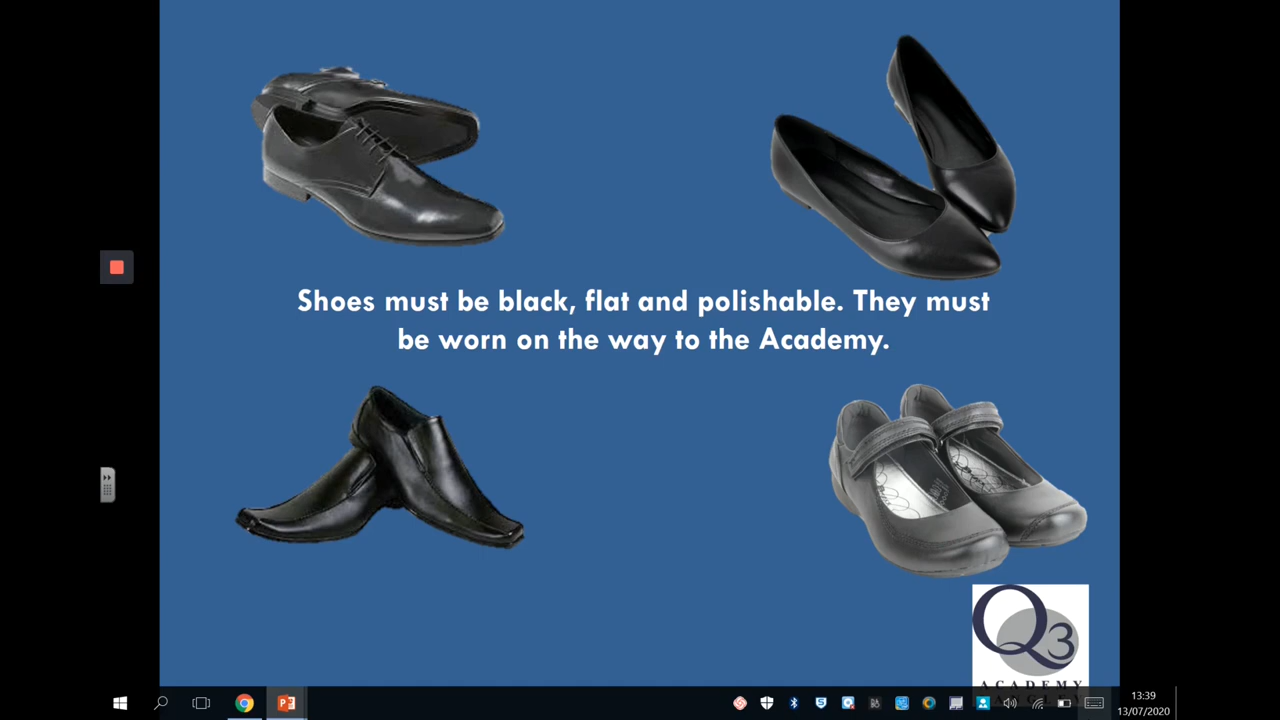 Shoes must be black, flat and polishable. They must
be worn on the way to the Academy.
Q3
ACADEMY
13:39
13/07/2020